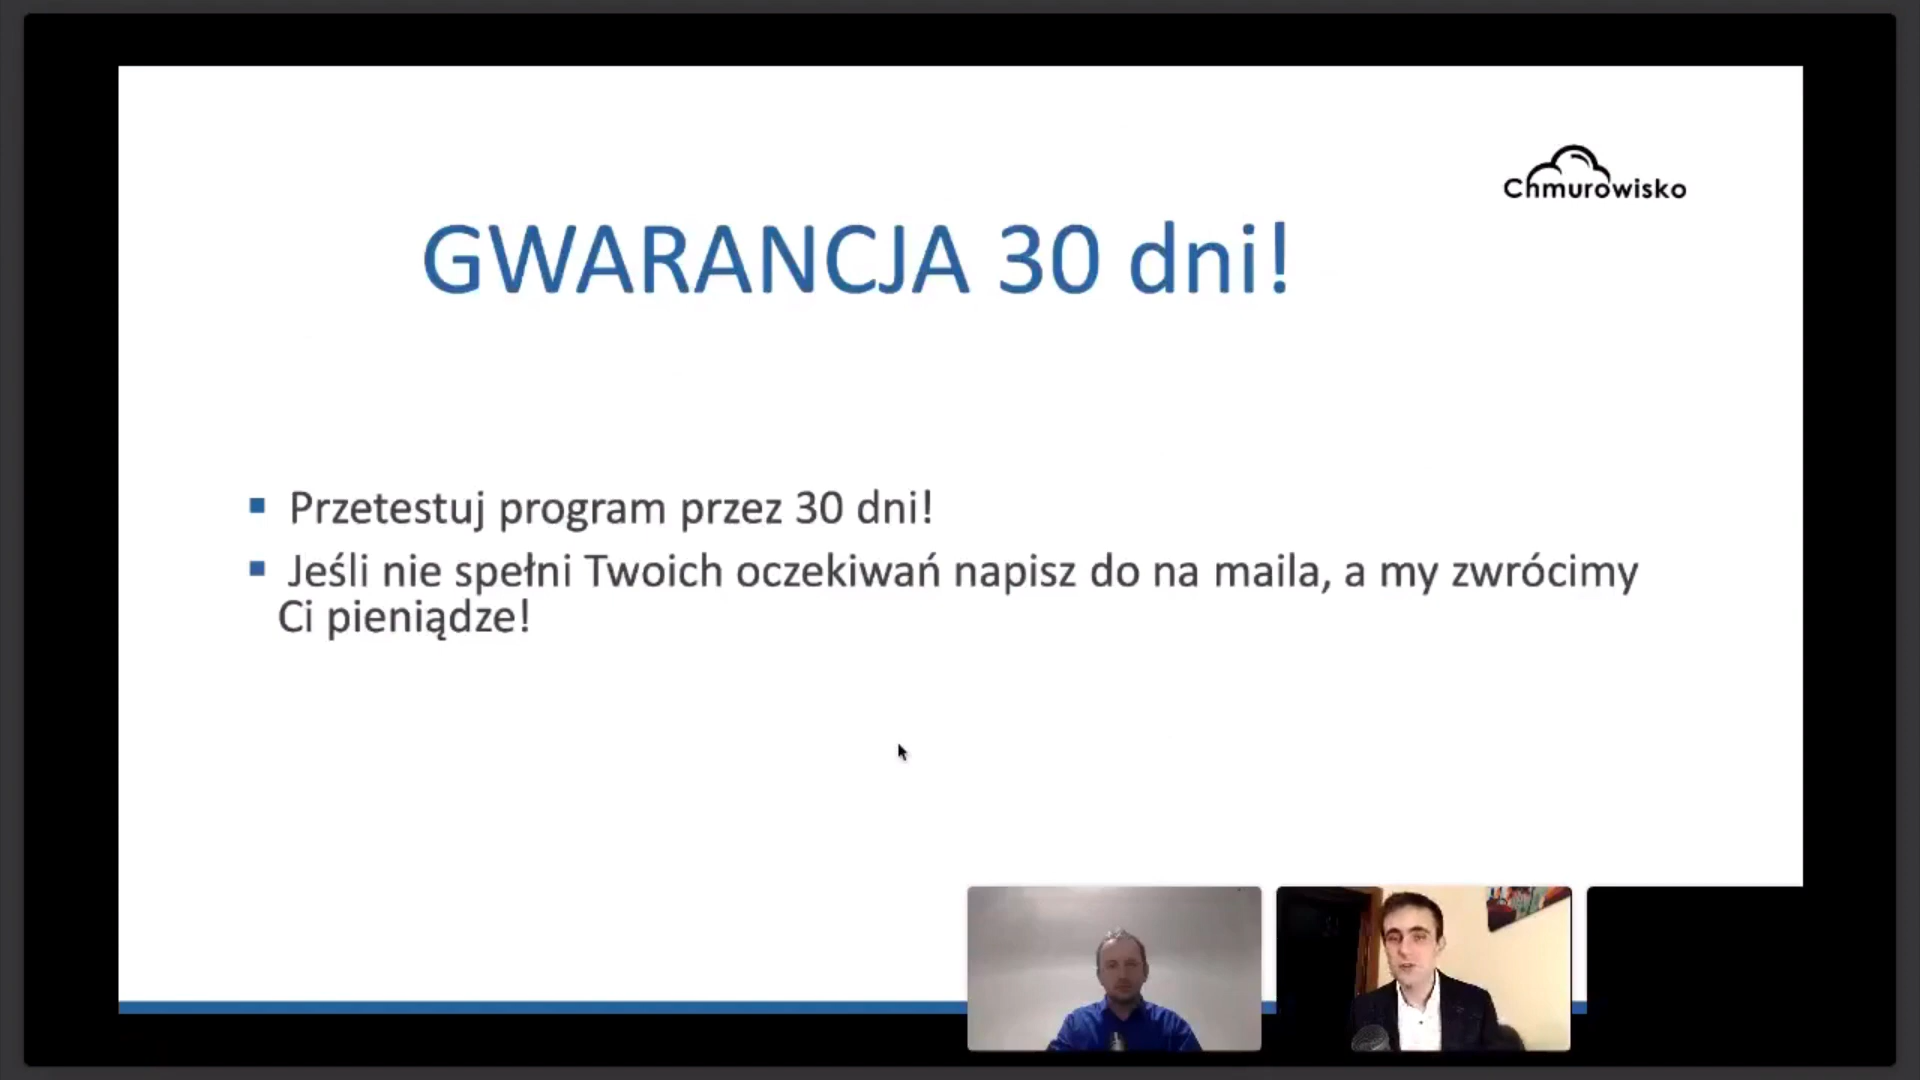 Chmurowisko
GWARANCJA 30 dni!
Przetestuj program przez 30 dni!
Jeśli nie spełni Twoich oczekiwań napisz do na maila, a my zwrócimy
Ci pieniądze!